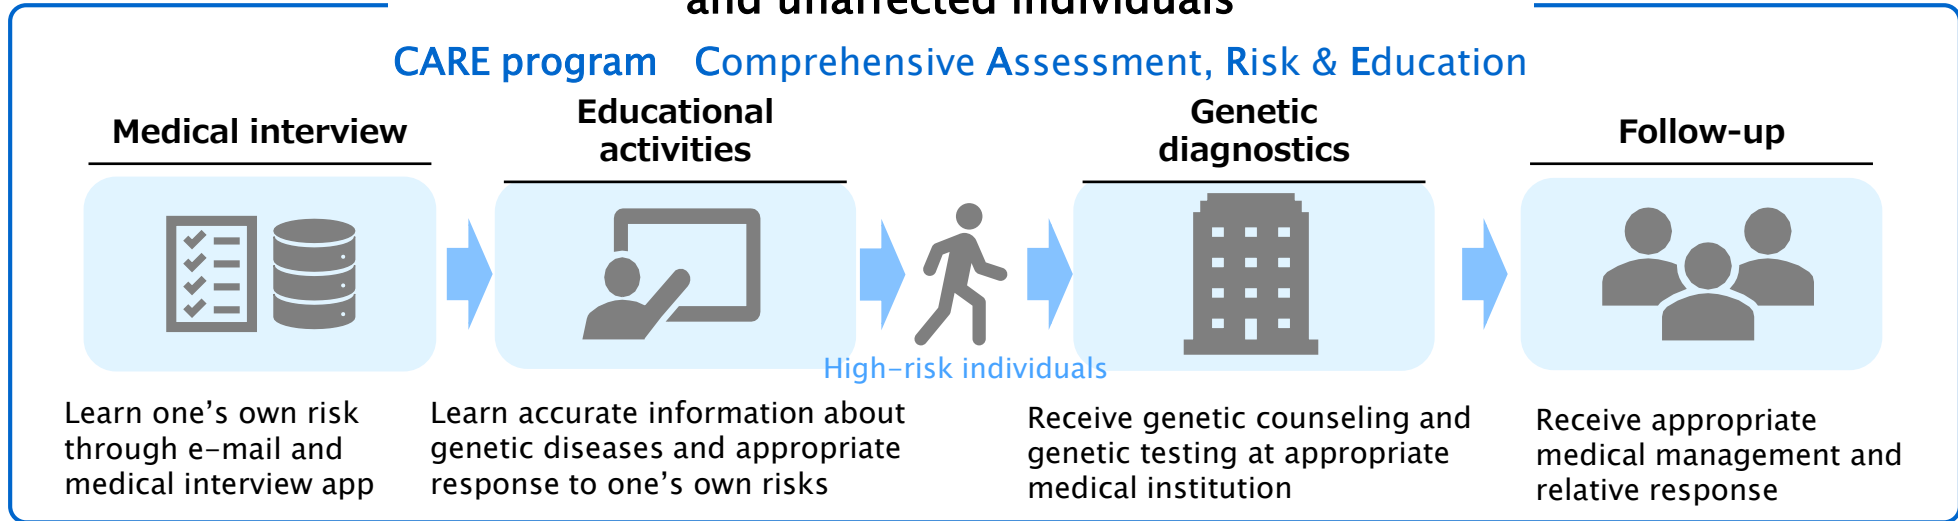 and unaffected individuals
CARE program Comprehensive Assessment, Risk & Education
Medical interview
Educational
activities
Genetic
diagnostics
Follow-up
High-risk individuals
Learn one’s own risk
through e-mail and
medical interview app
Learn accurate information about
genetic diseases and appropriate
response to one’s own risks
Receive genetic counseling and
genetic testing at appropriate
medical institution
Receive appropriate
medical management and
relative response